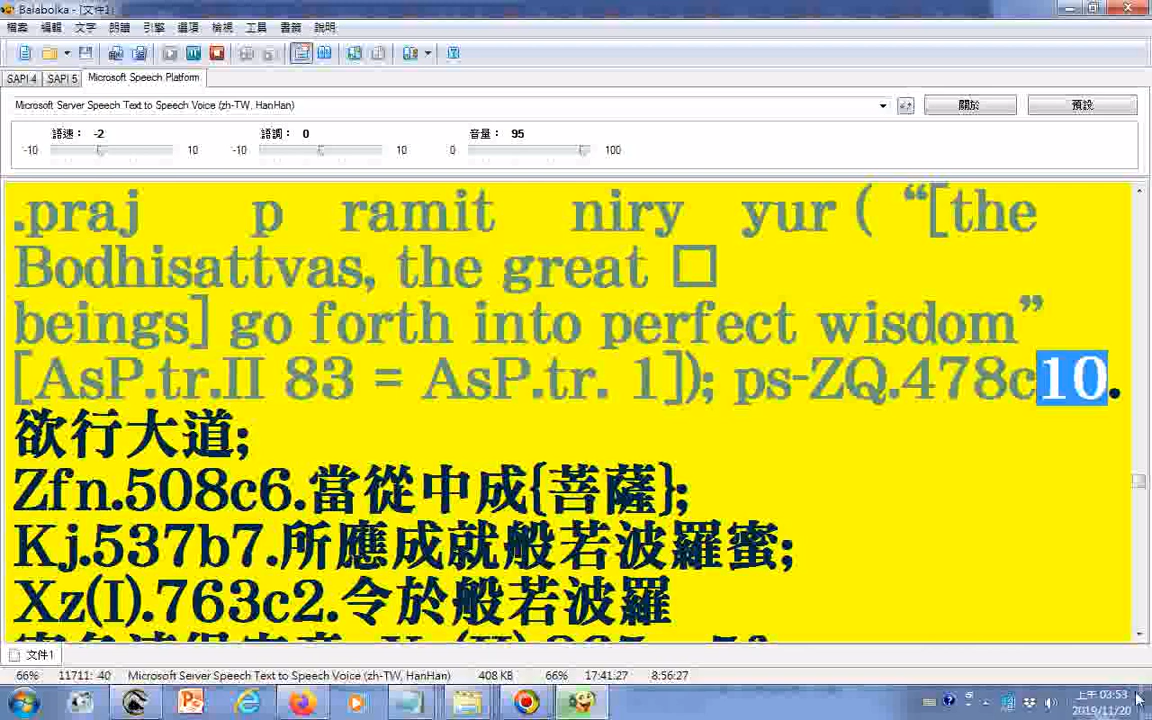 Balabolka - [文件1]
檔案 編輯 文字 朗讀 引擎 選項 檢視 工具 書籤 說明
SAPI 4 SAPI 5 Microsoft Speech Platform
Microsoft Server Speech Text to Speech Voice (zh-TW, HanHan) 關於 預設
語速： -2 語調： 0 音量： 95
-10 10 -10 10 0 100
.praj p ramit niry yur ( “[the
Bodhisattvas, the great □
beings] go forth into perfect wisdom”
[AsP.tr.II 83 = AsP.tr. 1]); ps-ZQ.478c10.
欲行大道;
Zfn.508c6.當從中成{菩薩};
Kj.537b7.所應成就般若波羅蜜;
Xz(I).763c2.令於般若波羅
文件1
66% 11711: 40 Microsoft Server Speech Text to Speech Voice (zh-TW, HanHan) 408 KB 66% 17:41:27 8:56:27
上午 03:53
2019/11/20